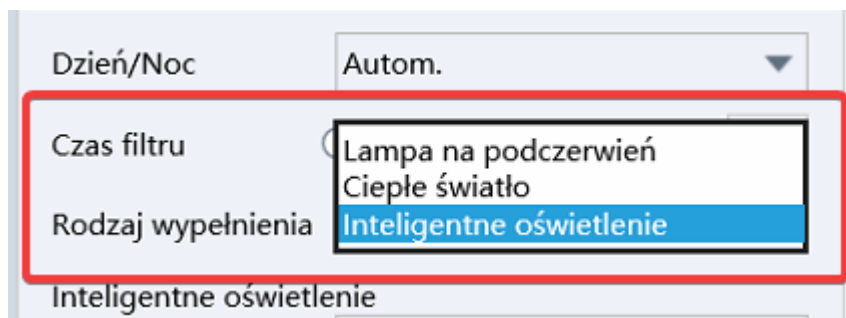 Dzień/Noc Autom.
Czas filtru Lampa na podczerwień
Ciepłe światło
Rodzaj wypełnienia Inteligentne oświetlenie
Inteligentne oświetlenie